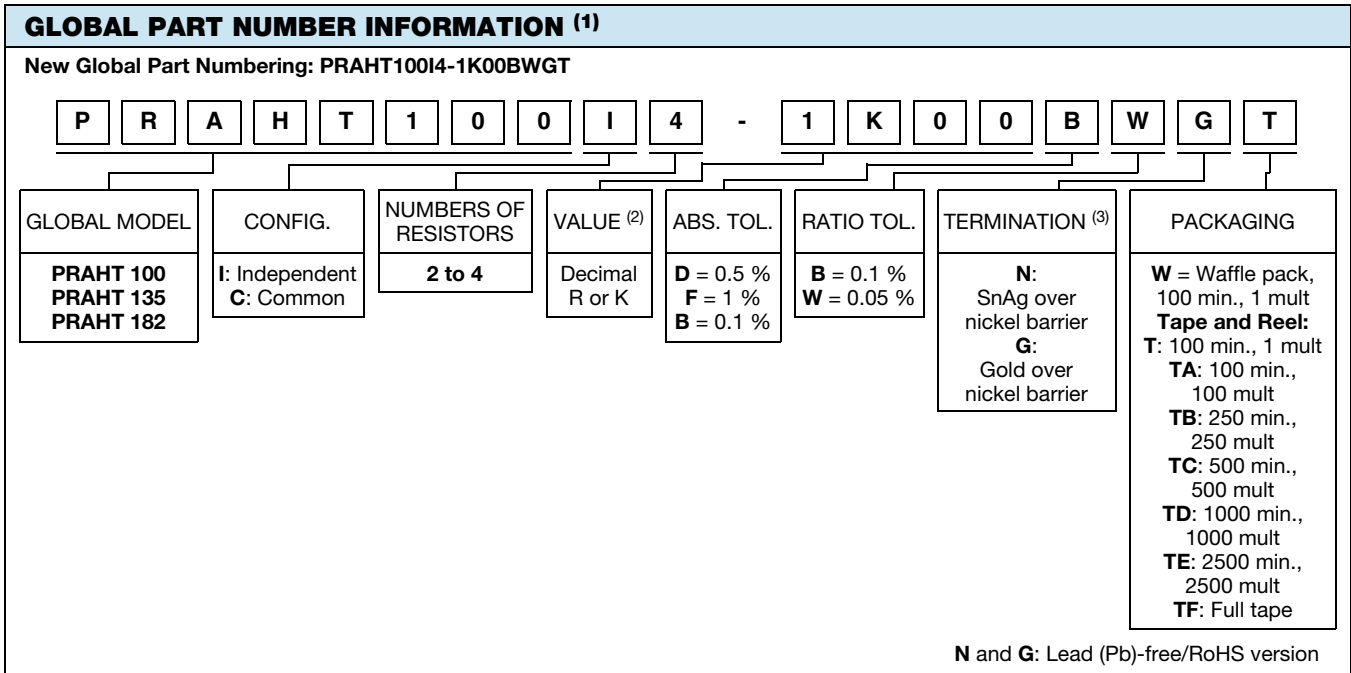 GLOBAL PART NUMBER INFORMATION (1)
New Global Part Numbering: PRAHT100I4-1K00BWGT
P R A H T 1 0 0 I 4 - 1 K 0 0 B W G T
GLOBAL MODEL
PRAHT 100
PRAHT 135
PRAHT 182
CONFIG.
I: Independent
C: Common
NUMBERS OF
RESISTORS
2 to 4
VALUE (2)
Decimal
R or K
ABS. TOL.
D = 0.5 %
F = 1 %
B = 0.1 %
RATIO TOL.
B = 0.1 %
W = 0.05 %
TERMINATION (3)
N:
SnAg over
nickel barrier
G:
Gold over
nickel barrier
PACKAGING
W = Waffle pack,
100 min., 1 mult
Tape and Reel:
T: 100 min., 1 mult
TA: 100 min.,
100 mult
TB: 250 min.,
250 mult
TC: 500 min.,
500 mult
TD: 1000 min.,
1000 mult
TE: 2500 min.,
2500 mult
TF: Full tape
N and G: Lead (Pb)-free/RoHS version